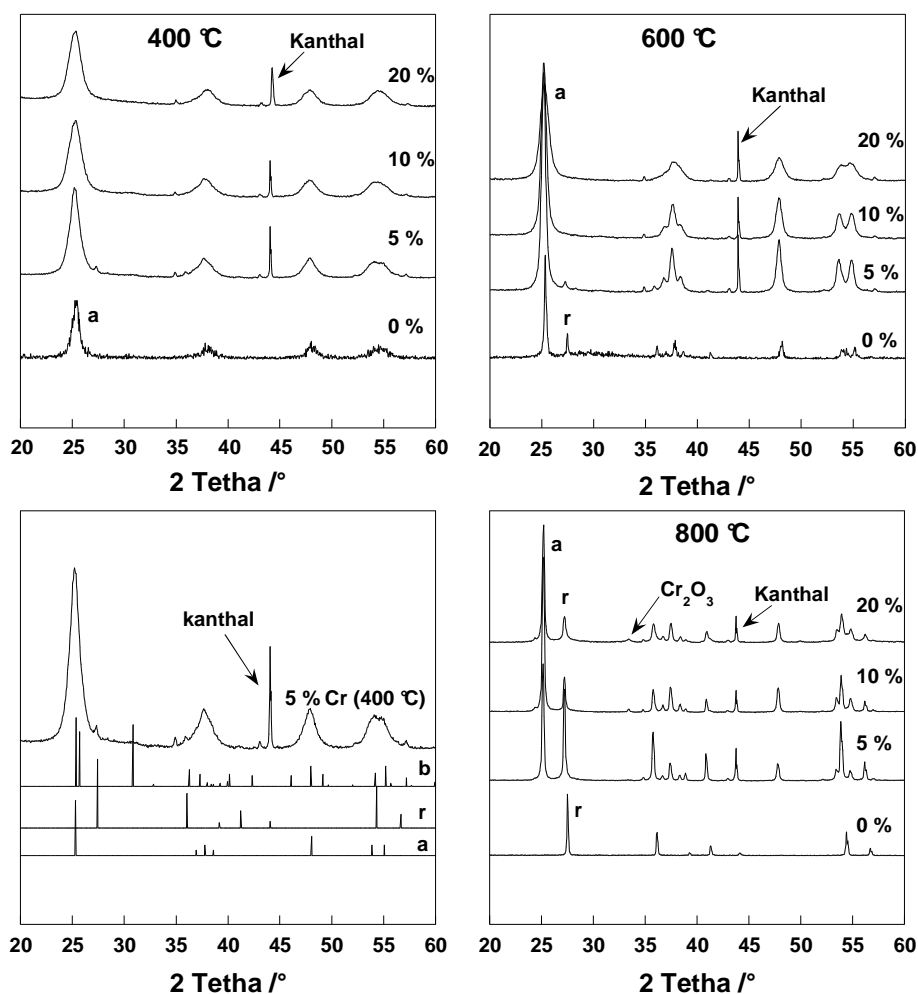 400 °C
Kanthal
20 %
10 %
5 %
a
0 %
20 25 30 35 40 45 50 55 60
2 Tetha /°
600 °C
a
Kanthal
20 %
10 %
5 %
r
0 %
20 25 30 35 40 45 50 55 60
2 Tetha /°
kanthal
5 % Cr (400 °C)
b
r
a
20 25 30 35 40 45 50 55 60
2 Tetha /°
800 °C
a
r
Cr2O3
Kanthal
20 %
10 %
5 %
r
0 %
20 25 30 35 40 45 50 55 60
2 Tetha /°